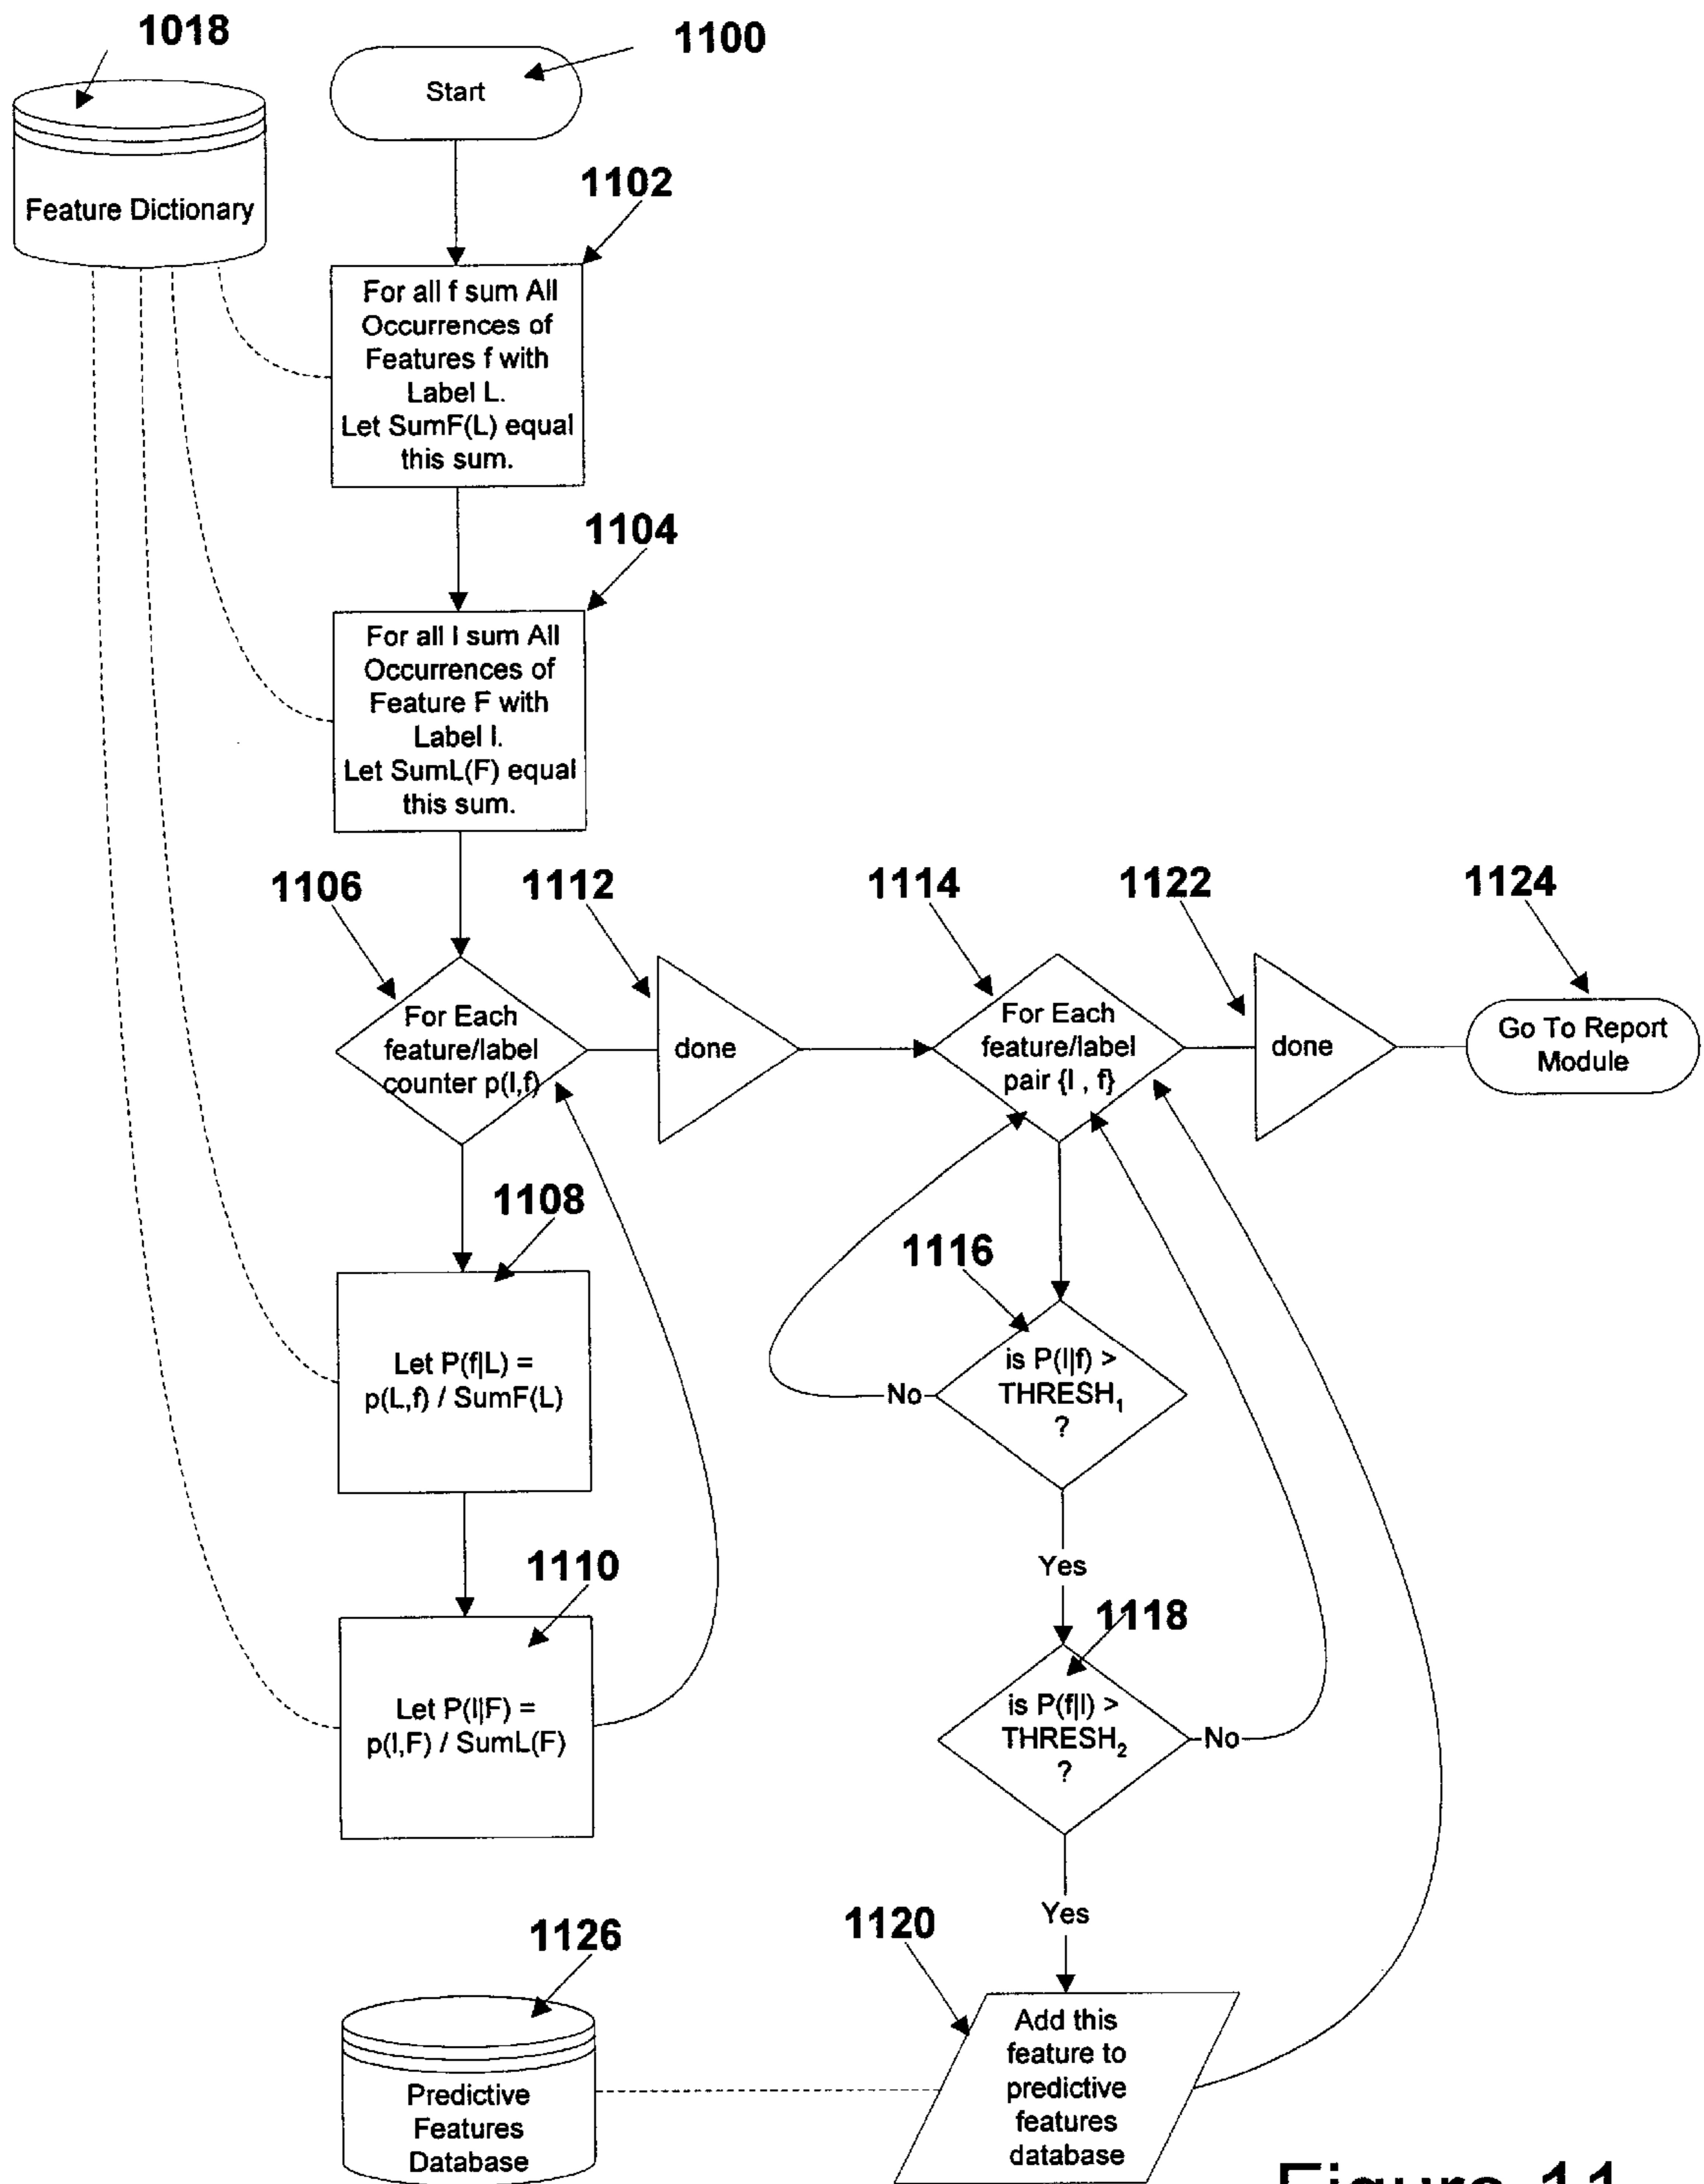 1018
1100
Start
Feature Dictionary
1102
For all f sum All
Occurrences of
Features f with
Label L.
Let SumF(L) equal
this sum.
1104
For all l sum All
Occurrences of
Feature F with
Label l.
Let SumL(F) equal
this sum.
1106
1112
1114
1122
1124
For Each
feature/label
counter p(l,f)
done
For Each
feature/label
pair {l , f}
done
Go To Report
Module
1108
Let P(f|L) =
p(L,f) / SumF(L)
1116
is P(l|f) >
THRESH₁
?
No
Yes
1110
Let P(l|F) =
p(l,F) / SumL(F)
1118
is P(f|l) >
THRESH₂
?
No
Yes
1126
Predictive
Features
Database
1120
Add this
feature to
predictive
features
database
Figure 11